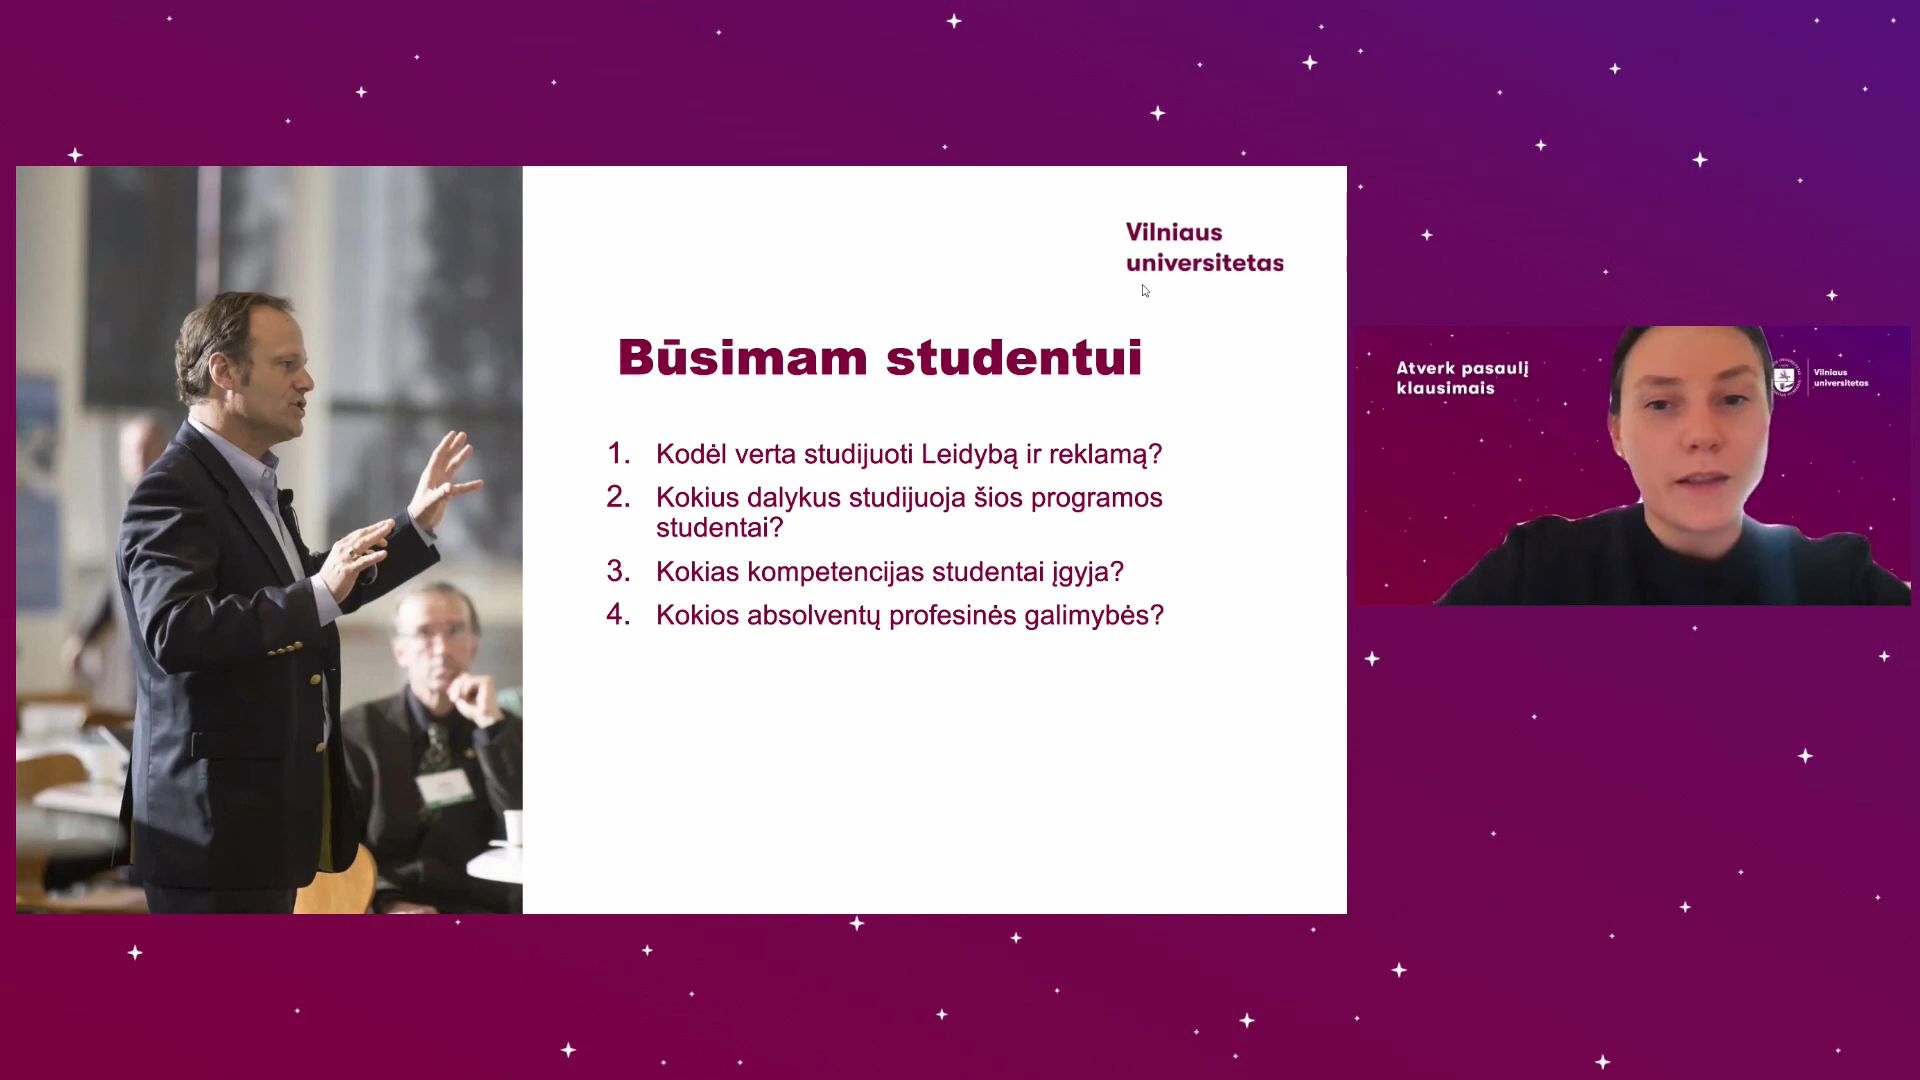 Vilniaus
universitetas
Būsimam studentui
1. Kodėl verta studijuoti Leidybą ir reklamą?
2. Kokius dalykus studijuoja šios programos
studentai?
3. Kokias kompetencijas studentai įgyja?
4. Kokios absolventų profesinės galimybės?
Atverk pasaulį
klausimais
Vilniaus
universitetas